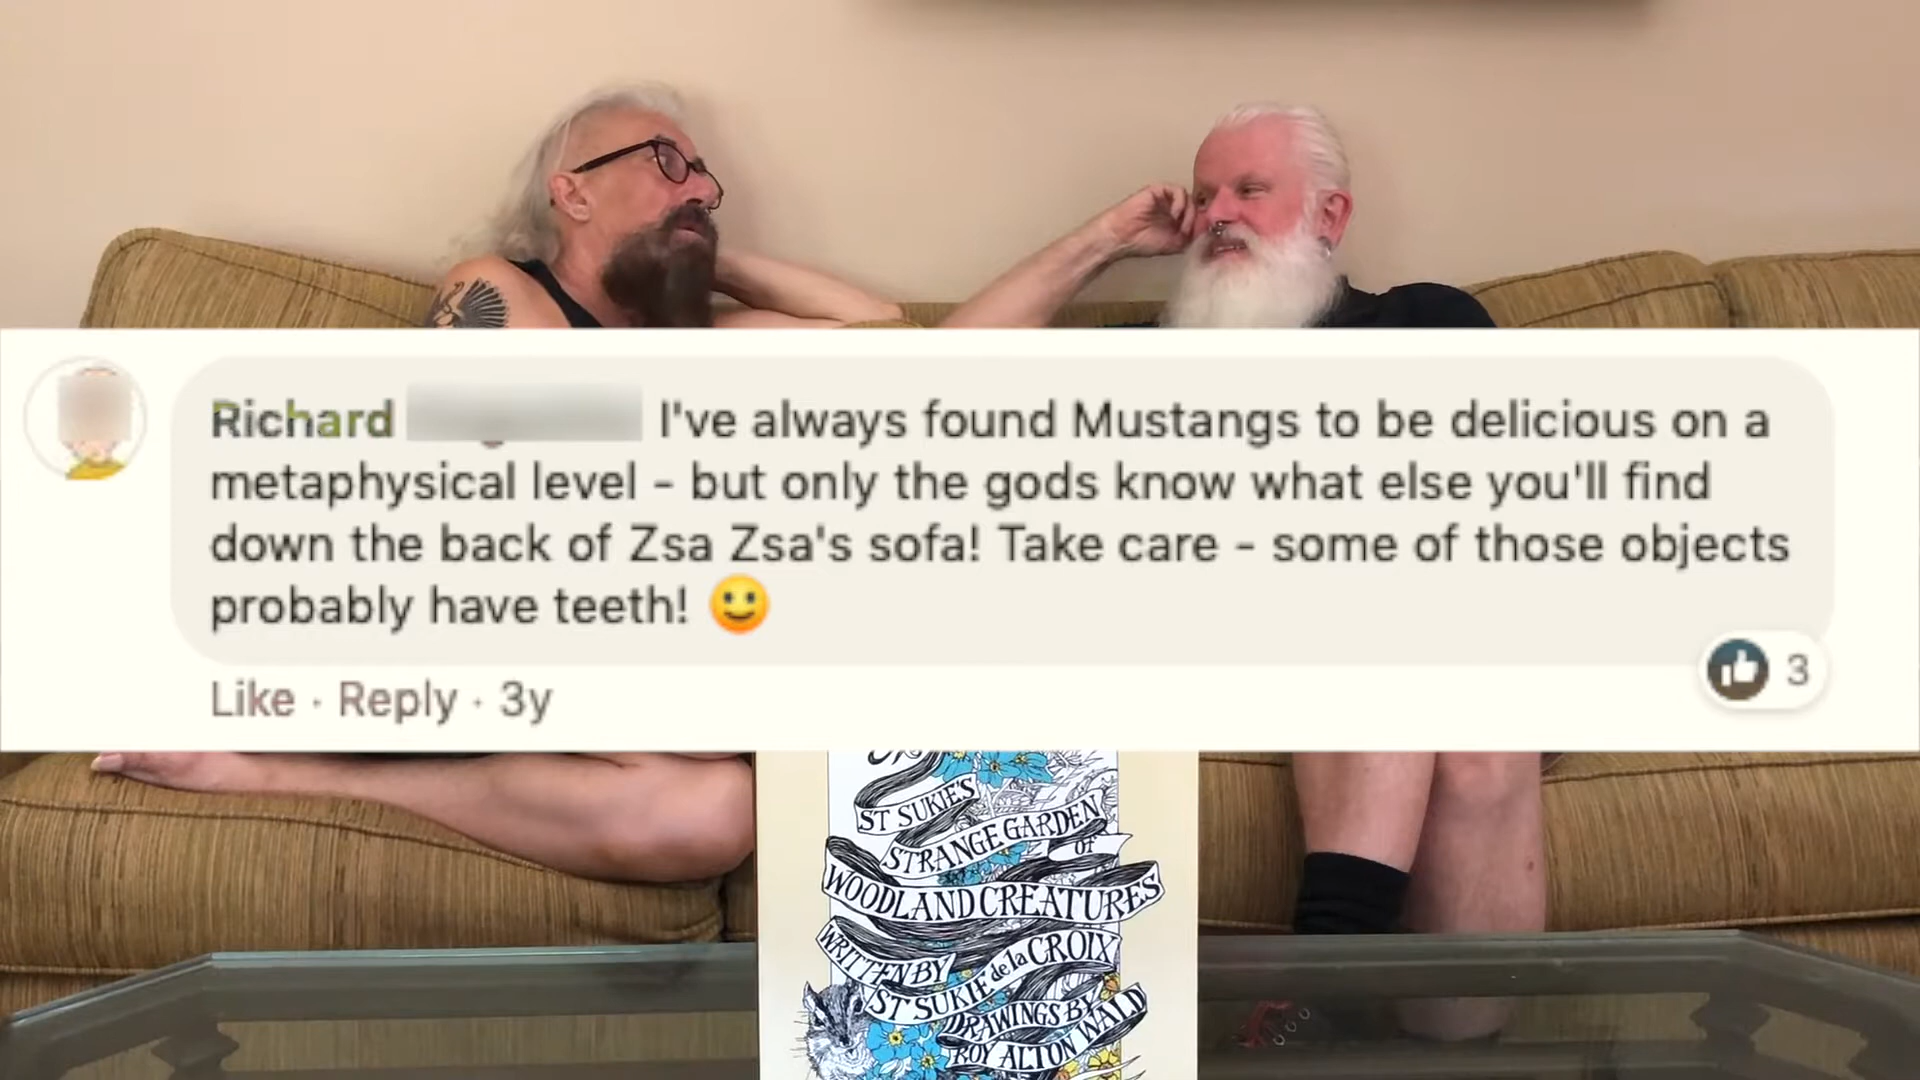 Richard I've always found Mustangs to be delicious on a
metaphysical level - but only the gods know what else you'll find
down the back of Zsa Zsa's sofa! Take care - some of those objects
probably have teeth! 🙂
3
Like · Reply · 3y
ST SUKIE'S
STRANGE GARDEN
OF
WOODLAND CREATURES
WRITTEN BY
ST SUKIE de la CROIX
DRAWINGS BY
ROY ALTON WALD